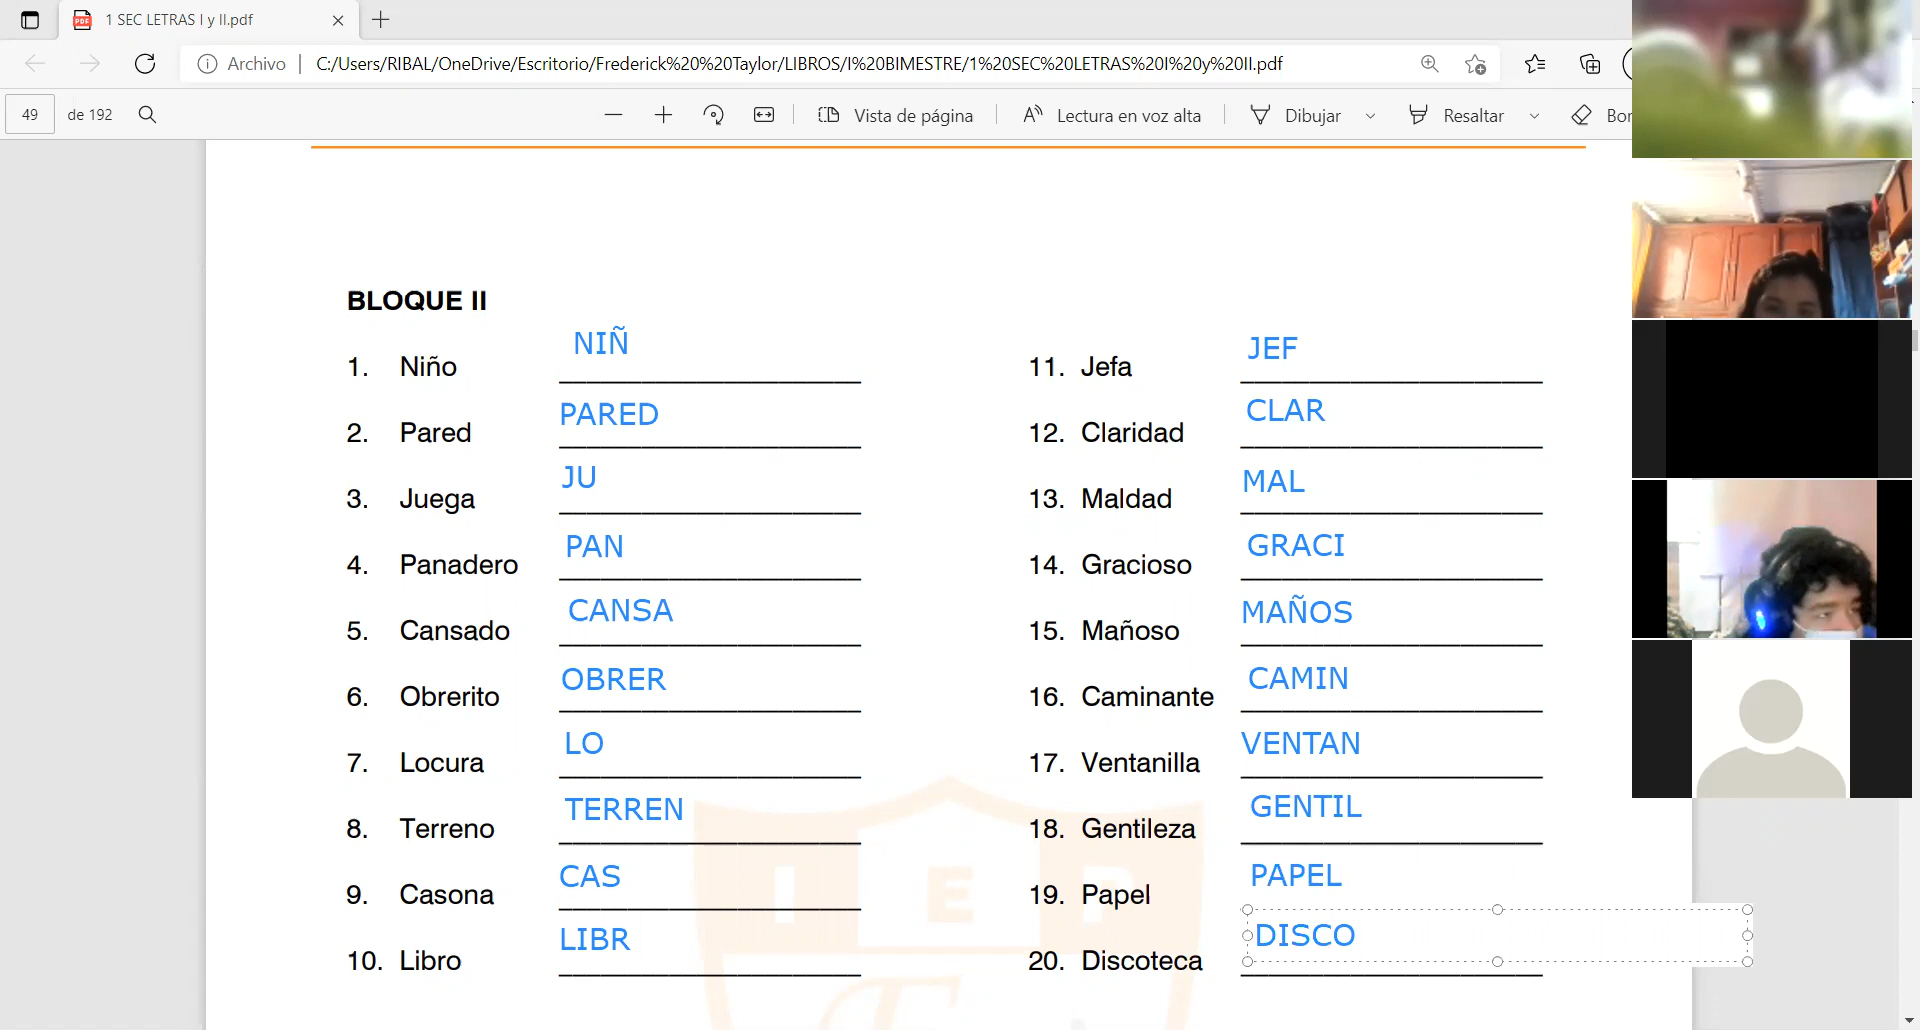 1 SEC LETRAS I y II.pdf
Archivo
C:/Users/RIBAL/OneDrive/Escritorio/Frederick%20%20Taylor/LIBROS/I%20BIMESTRE/1%20SEC%20LETRAS%20I%20y%20II.pdf
49 de 192
Vista de página
Lectura en voz alta
Dibujar
Resaltar
Bor
BLOQUE II
1. Niño NIÑ
2. Pared PARED
3. Juega JU
4. Panadero PAN
5. Cansado CANSA
6. Obrerito OBRER
7. Locura LO
8. Terreno TERREN
9. Casona CAS
10. Libro LIBR
11. Jefa JEF
12. Claridad CLAR
13. Maldad MAL
14. Gracioso GRACI
15. Mañoso MAÑOS
16. Caminante CAMIN
17. Ventanilla VENTAN
18. Gentileza GENTIL
19. Papel PAPEL
20. Discoteca DISCO
I E P